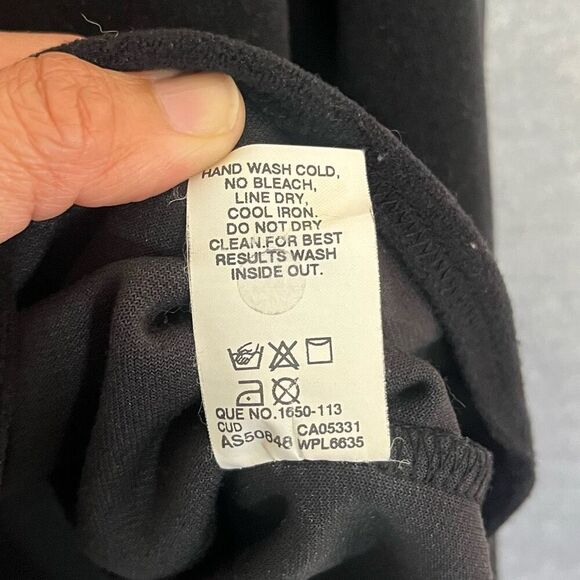 HAND WASH COLD,
NO BLEACH,
LINE DRY,
COOL IRON.
DO NOT DRY
CLEAN.FOR BEST
RESULTS WASH
INSIDE OUT.
QUE NO.1650-113
CUD CA05331
AS50848 WPL6635